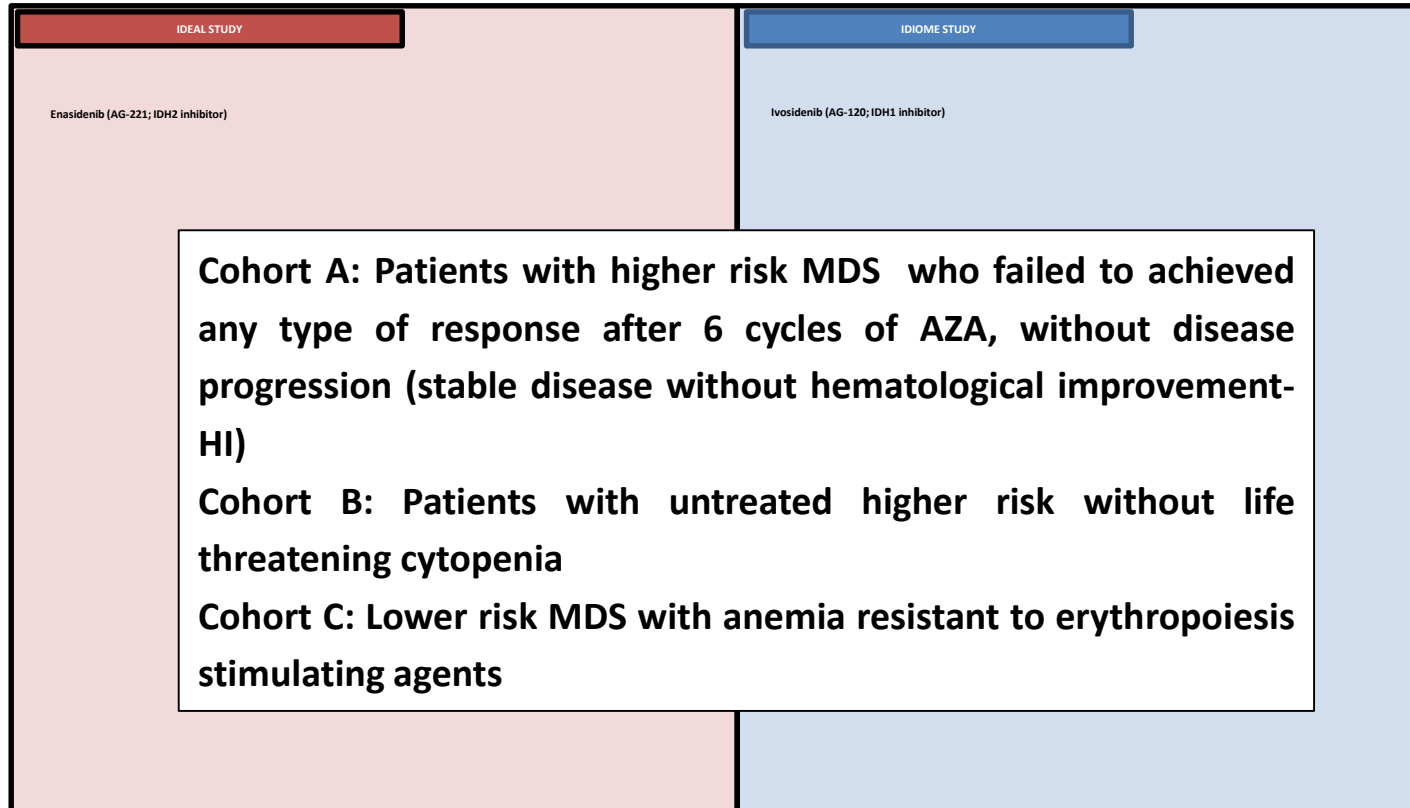 IDEAL STUDY
IDIOME STUDY
Enasidenib (AG-221; IDH2 inhibitor)
Ivosidenib (AG-120; IDH1 inhibitor)
Cohort A: Patients with higher risk MDS who failed to achieved
any type of response after 6 cycles of AZA, without disease
progression (stable disease without hematological improvement-
HI)
Cohort B: Patients with untreated higher risk without life
threatening cytopenia
Cohort C: Lower risk MDS with anemia resistant to erythropoiesis
stimulating agents